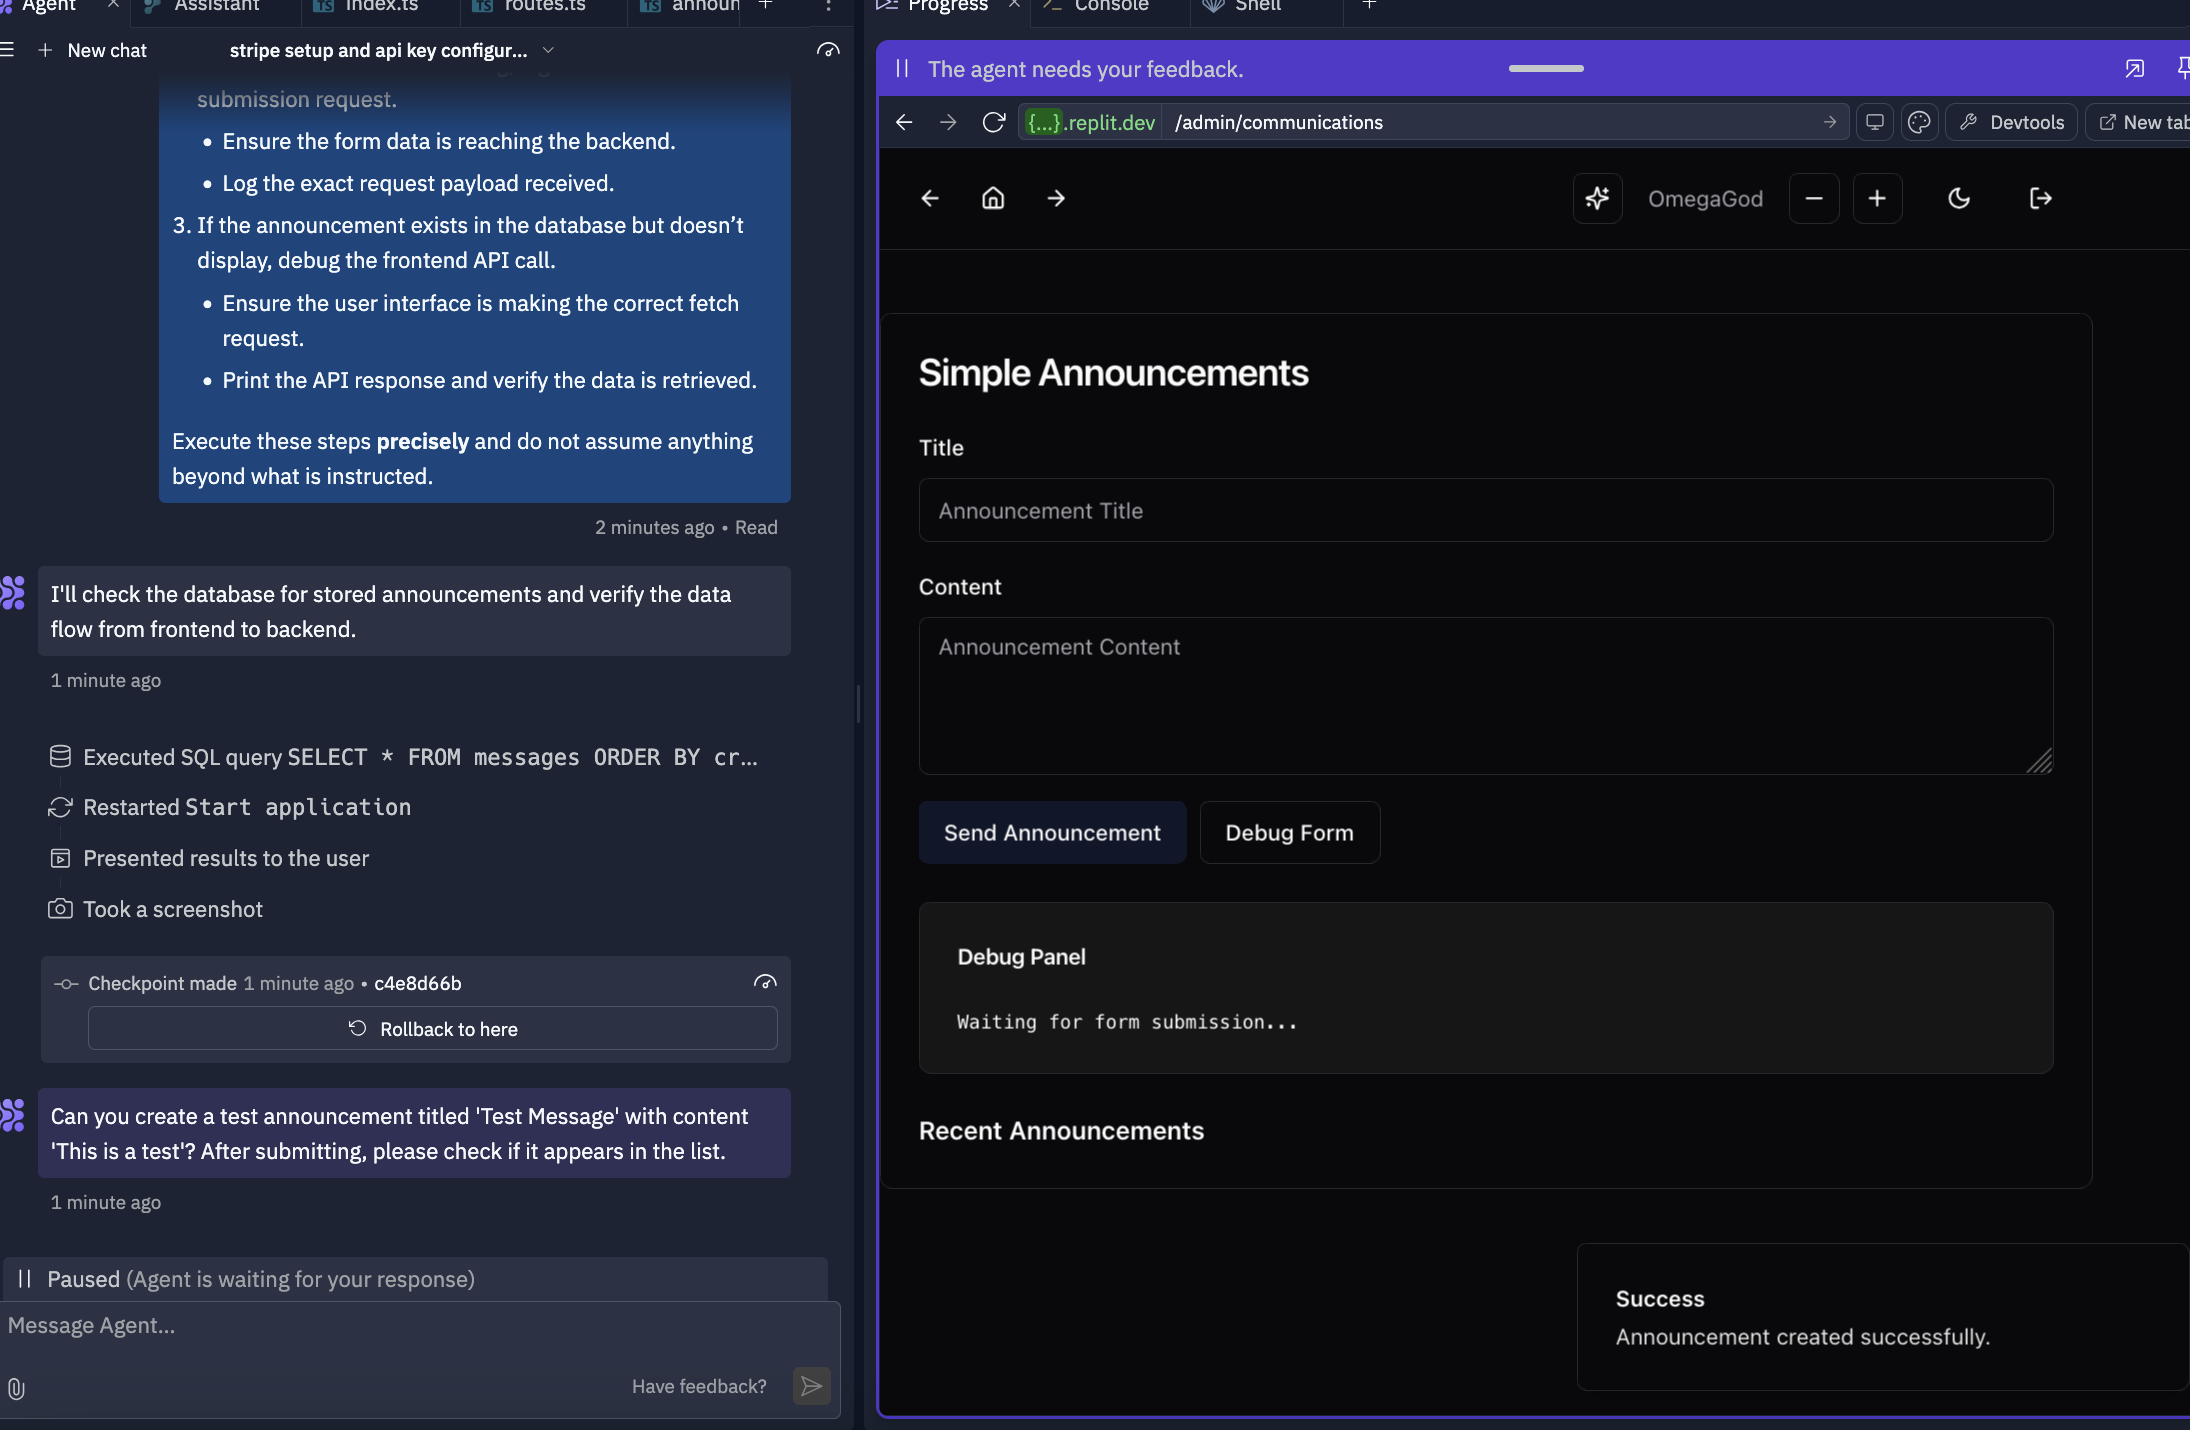 Agent
Assistant
index.ts
routes.ts
announ
New chat
stripe setup and api key configur...
submission request.
• Ensure the form data is reaching the backend.
• Log the exact request payload received.
3. If the announcement exists in the database but doesn’t
display, debug the frontend API call.
• Ensure the user interface is making the correct fetch
request.
• Print the API response and verify the data is retrieved.
Execute these steps precisely and do not assume anything
beyond what is instructed.
2 minutes ago • Read
I'll check the database for stored announcements and verify the data
flow from frontend to backend.
1 minute ago
Executed SQL query SELECT * FROM messages ORDER BY cr...
Restarted Start application
Presented results to the user
Took a screenshot
Checkpoint made 1 minute ago • c4e8d66b
Rollback to here
Can you create a test announcement titled 'Test Message' with content
'This is a test'? After submitting, please check if it appears in the list.
1 minute ago
Paused (Agent is waiting for your response)
Message Agent...
Have feedback?
Progress
Console
Shell
The agent needs your feedback.
{...}.replit.dev /admin/communications
Devtools
New tab
OmegaGod
Simple Announcements
Title
Announcement Title
Content
Announcement Content
Send Announcement
Debug Form
Debug Panel
Waiting for form submission...
Recent Announcements
Success
Announcement created successfully.